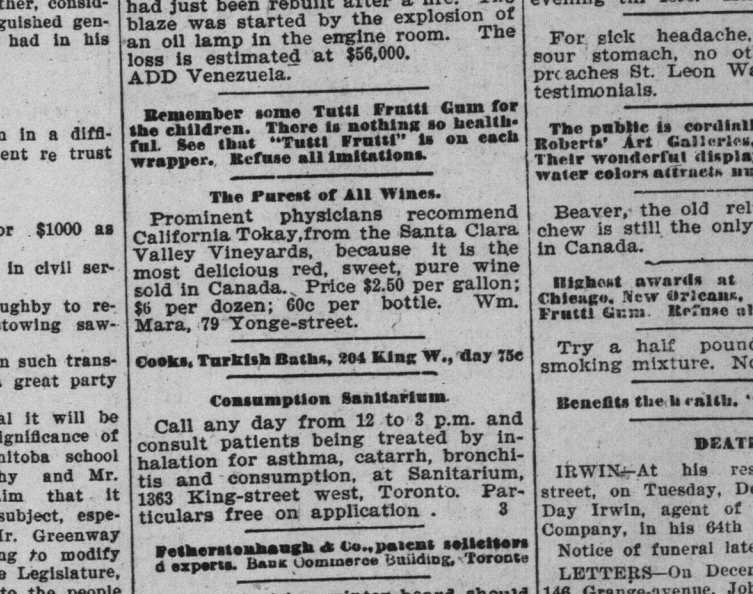 ther, consid-
guished gen-
had in his
n in a diffi-
ent re trust
or $1000 as
in civil ser-
ughby to re-
towing saw-
n such trans-
great party
al it will be
ignificance of
nitoba school
hy and Mr.
im that it
subject, espe-
Mr. Greenway
ng to modify
e Legislature,
to the people
had just been rebuilt after a fire. The
blaze was started by the explosion of
an oil lamp in the engine room. The
loss is estimated at $56,000.
ADD Venezuela.
Remember some Tutti Frutti Gum for
the children. There is nothing so health-
ful. See that "Tutti Frutti" is on each
wrapper. Refuse all imitations.
The Purest of All Wines.
Prominent physicians recommend
California Tokay, from the Santa Clara
Valley Vineyards, because it is the
most delicious red, sweet, pure wine
sold in Canada. Price $2.50 per gallon;
$6 per dozen; 60c per bottle. Wm.
Mara, 79 Yonge-street.
Cooks, Turkish Baths, 204 King W., day 75c
Consumption Sanitarium.
Call any day from 12 to 3 p.m. and
consult patients being treated by in-
halation for asthma, catarrh, bronchi-
tis and consumption, at Sanitarium,
1363 King-street west, Toronto. Par-
ticulars free on application . 3
Fetherstonhaugh & Co., patent solicitors
d experts. Bank Commerce Building, Toronto
should
For sick headache,
sour stomach, no ot
proaches St. Leon Wa
testimonials.
The public is cordiall
Roberts' Art Galleries,
Their wonderful displa
water colors attracts
Beaver, the old rel
chew is still the only
in Canada.
Highest awards at
Chicago, New Orleans,
Frutti Gum. Refuse al
Try a half pound
smoking mixture. No
Benefits the health.
DEAT
IRWIN—At his res
street, on Tuesday, De
Day Irwin, agent of
Company, in his 64th
Notice of funeral late
LETTERS—On Decem
146 Grange-avenue, Joh